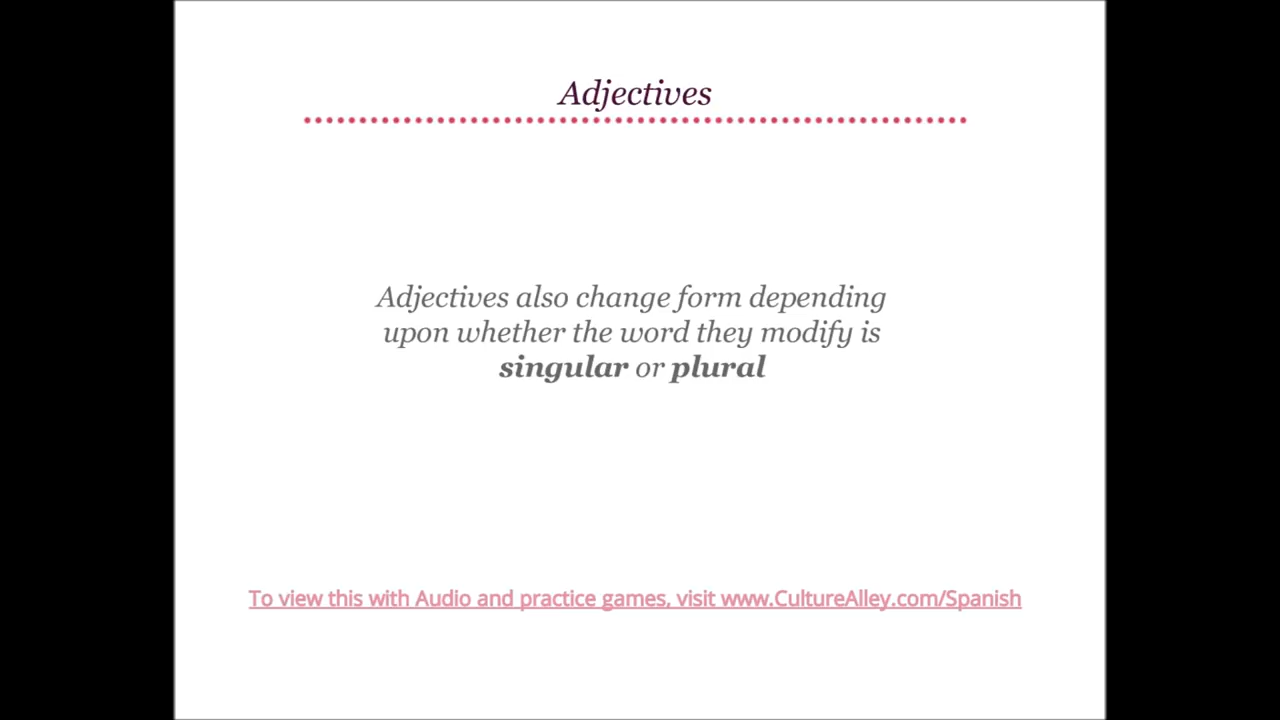 Adjectives
Adjectives also change form depending
upon whether the word they modify is
singular or plural
To view this with Audio and practice games, visit www.CultureAlley.com/Spanish